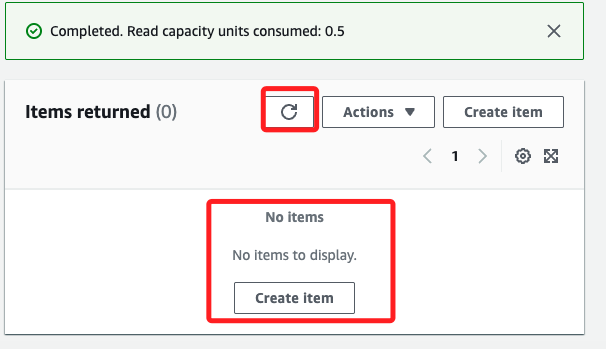 Completed. Read capacity units consumed: 0.5
Items returned (0)
Actions
Create item
1
No items
No items to display.
Create item